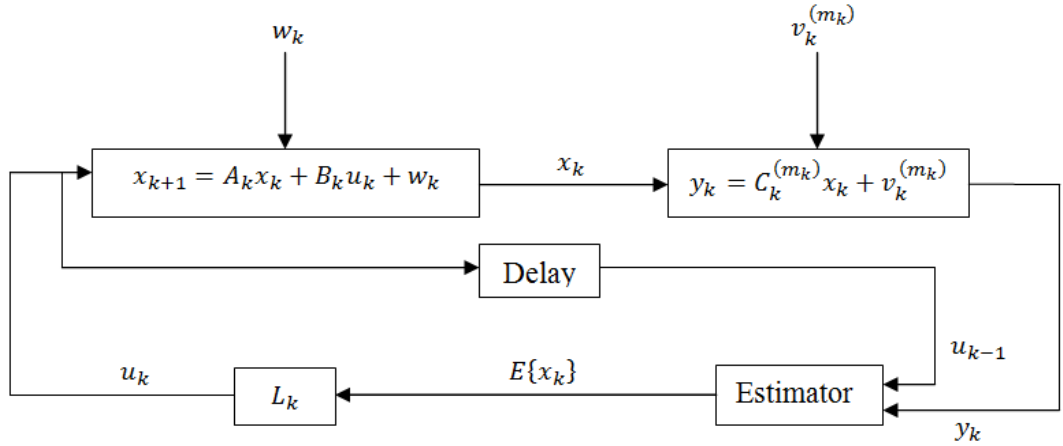 w_k
v_k^{(m_k)}
x_{k+1} = A_k x_k + B_k u_k + w_k
x_k
y_k = C_k^{(m_k)} x_k + v_k^{(m_k)}
Delay
u_{k-1}
u_k
L_k
E{x_k}
Estimator
y_k